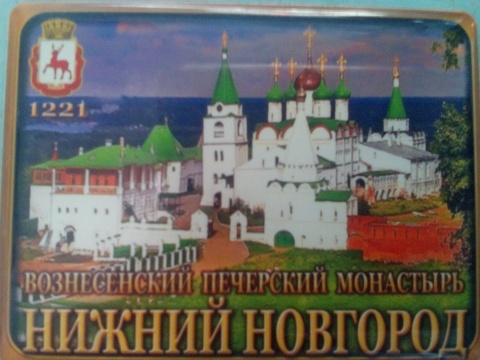 1221
ВОЗНЕСЕНСКИЙ ПЕЧЕРСКИЙ МОНАСТЫРЬ
НИЖНИЙ НОВГОРОД